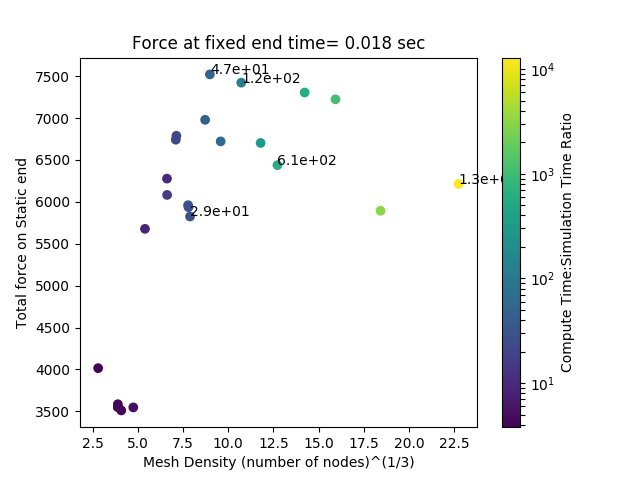 Force at fixed end time= 0.018 sec
Total force on Static end
7500
7000
6500
6000
5500
5000
4500
4000
3500
4.7e+01
1.2e+02
6.1e+02
1.3e+0
2.9e+01
2.5
5.0
7.5
10.0
12.5
15.0
17.5
20.0
22.5
Mesh Density (number of nodes)^(1/3)
10^4
10^3
10^2
10^1
Compute Time:Simulation Time Ratio